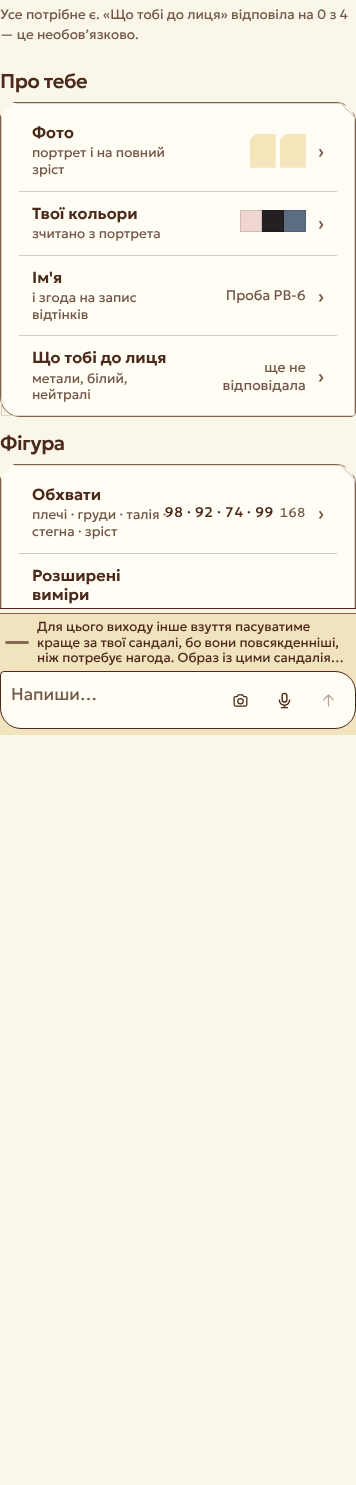 Усе потрібне є. «Що тобі до лиця» відповіла на 0 з 4
— це необов’язково.
Про тебе
Фото
портрет і на повний
зріст
›
Твої кольори
зчитано з портрета
›
Ім'я
і згода на запис
відтінків
Проба РВ-6 ›
Що тобі до лиця
метали, білий,
нейтралі
ще не
відповідала
›
Фігура
Обхвати
плечі · груди · талія ·
стегна · зріст
98 · 92 · 74 · 99 168 ›
Розширені
виміри
Для цього виходу інше взуття пасуватиме
краще за твої сандалі, бо вони повсякденніші,
ніж потребує нагода. Образ із цими сандалія…
Напиши…